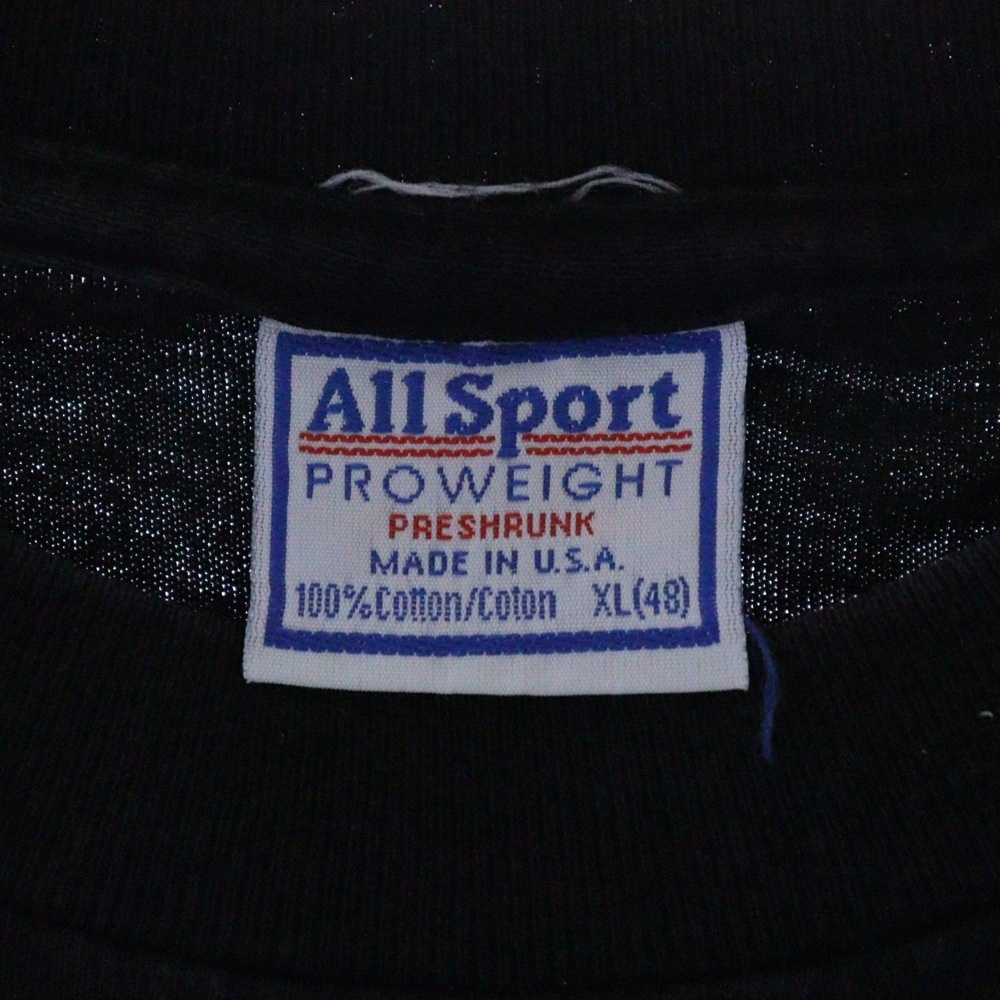 All Sport
PROWEIGHT
PRESHRUNK
MADE IN U.S.A.
100%Cotton/Coton XL(48)